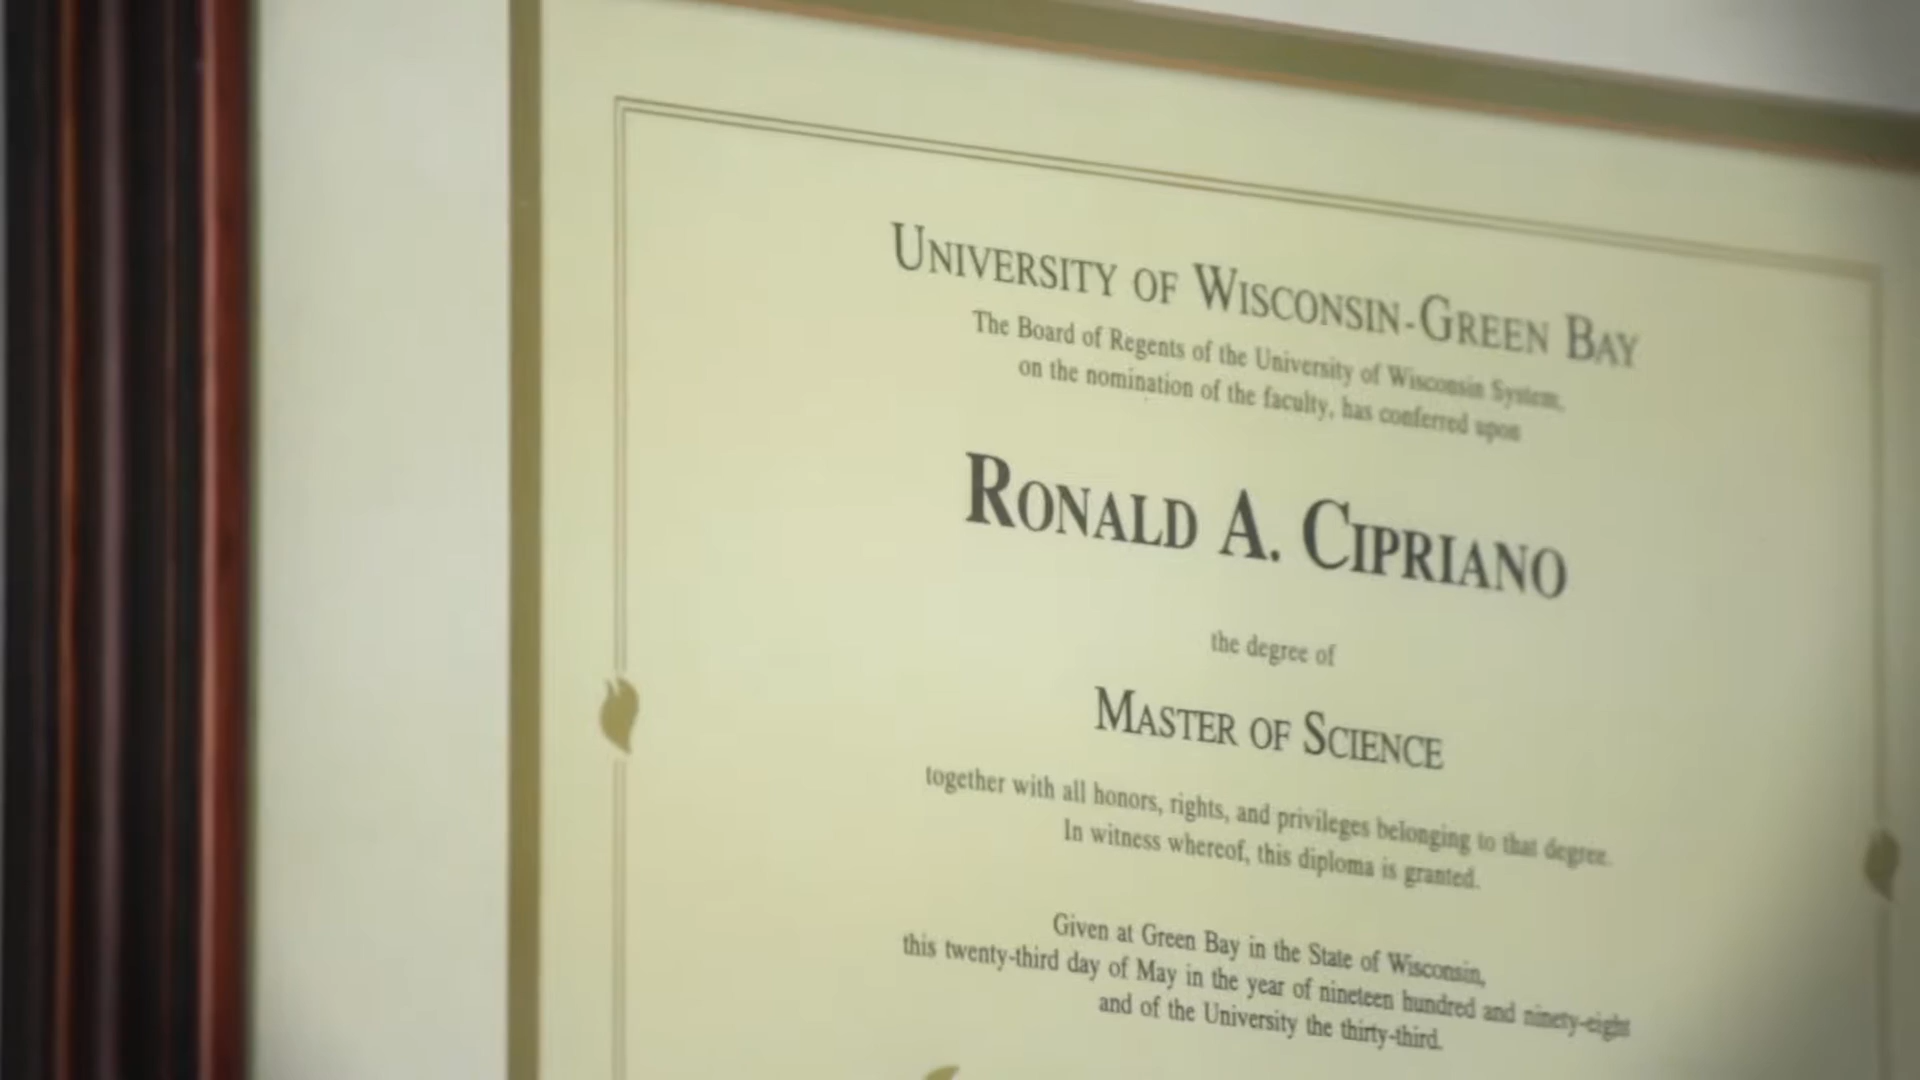 UNIVERSITY OF WISCONSIN-GREEN BAY
The Board of Regents of the University of Wisconsin System,
on the nomination of the faculty, has conferred upon
RONALD A. CIPRIANO
the degree of
MASTER OF SCIENCE
together with all honors, rights, and privileges belonging to that degree.
In witness whereof, this diploma is granted.
Given at Green Bay in the State of Wisconsin,
this twenty-third day of May in the year of nineteen hundred and ninety-eight
and of the University the thirty-third.